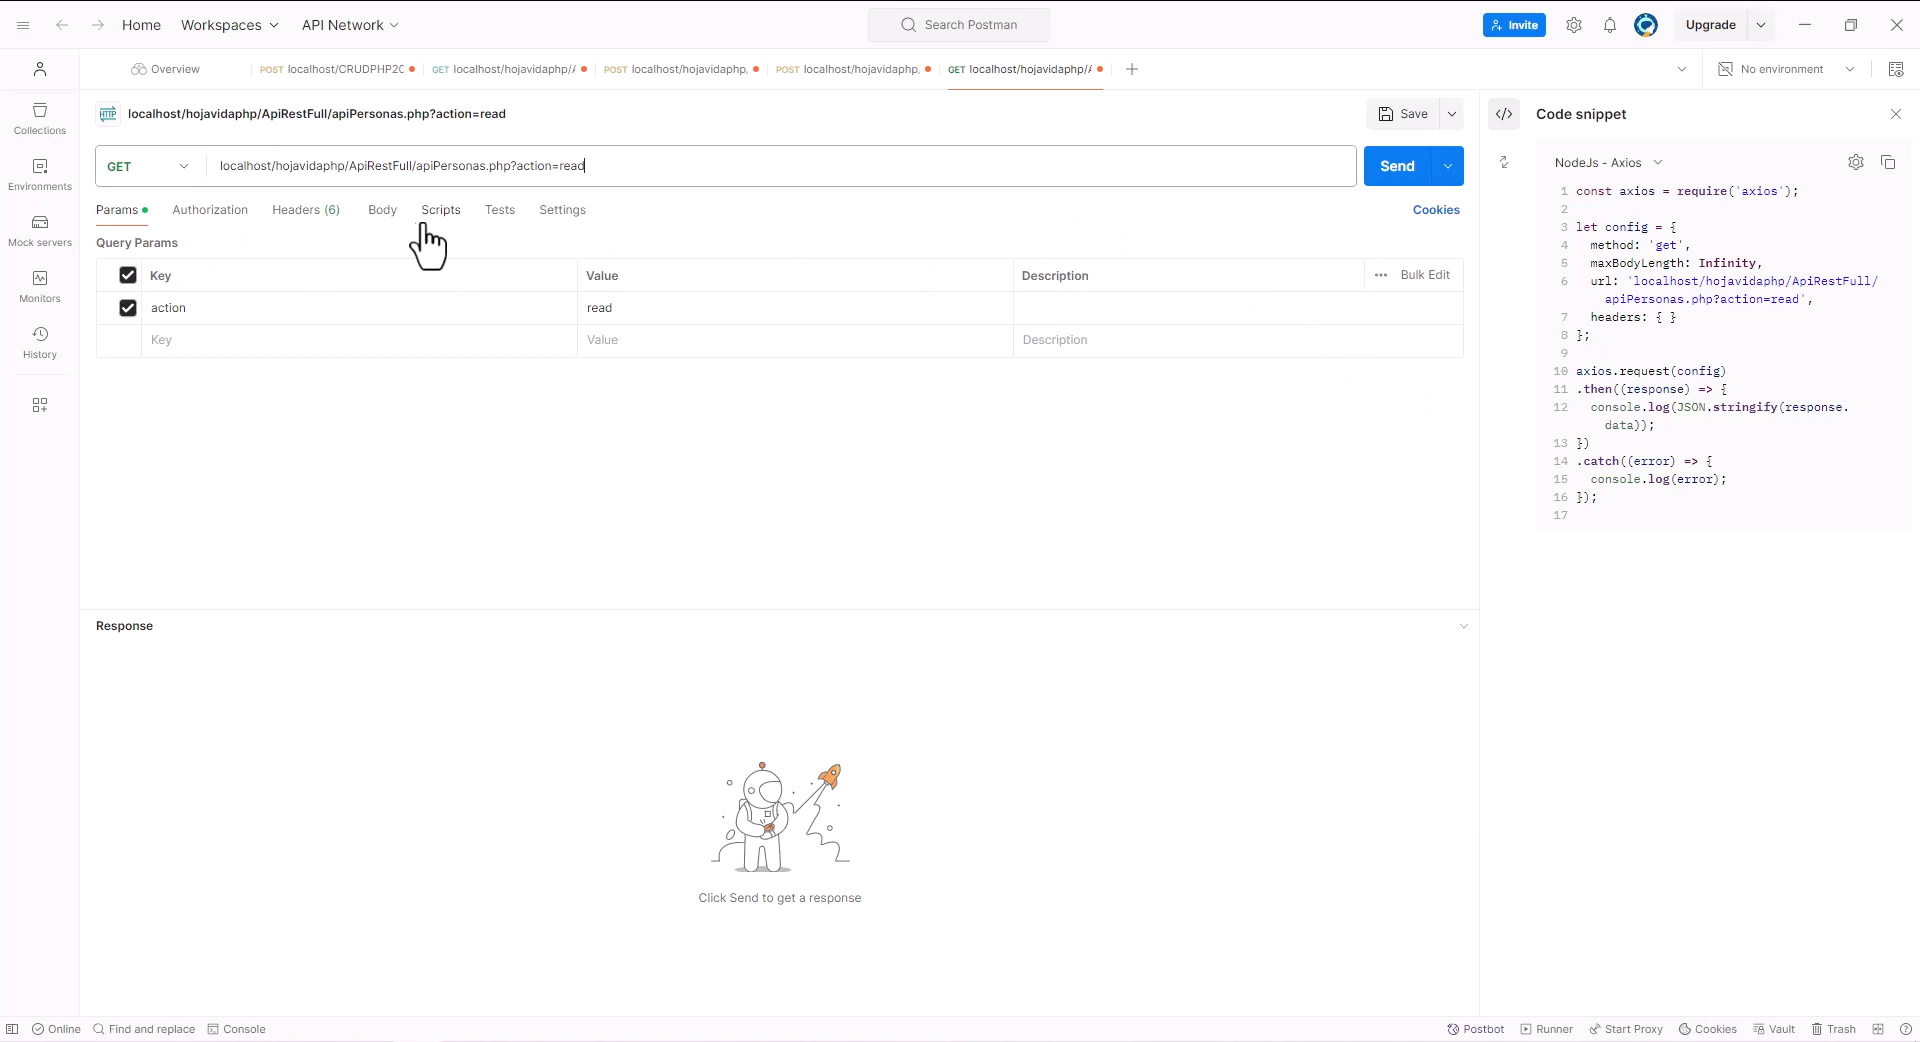 Home Workspaces API Network Search Postman Invite Upgrade
Overview POST localhost/CRUDPHP2C GET localhost/hojavidaphp/A POST localhost/hojavidaphp, POST localhost/hojavidaphp, GET localhost/hojavidaphp/A No environment
Collections
Environments
Mock servers
Monitors
History
HTTP localhost/hojavidaphp/ApiRestFull/apiPersonas.php?action=read Save
GET localhost/hojavidaphp/ApiRestFull/apiPersonas.php?action=read Send
Params Authorization Headers (6) Body Scripts Tests Settings Cookies
Query Params
Key Value Description Bulk Edit
action read
Key Value Description
Response
Click Send to get a response
Code snippet
NodeJs - Axios
1 const axios = require('axios');
2
3 let config = {
4 method: 'get',
5 maxBodyLength: Infinity,
6 url: 'localhost/hojavidaphp/ApiRestFull/
apiPersonas.php?action=read',
7 headers: { }
8 };
9
10 axios.request(config)
11 .then((response) => {
12 console.log(JSON.stringify(response.
data));
13 })
14 .catch((error) => {
15 console.log(error);
16 });
17
Online Find and replace Console Postbot Runner Start Proxy Cookies Vault Trash